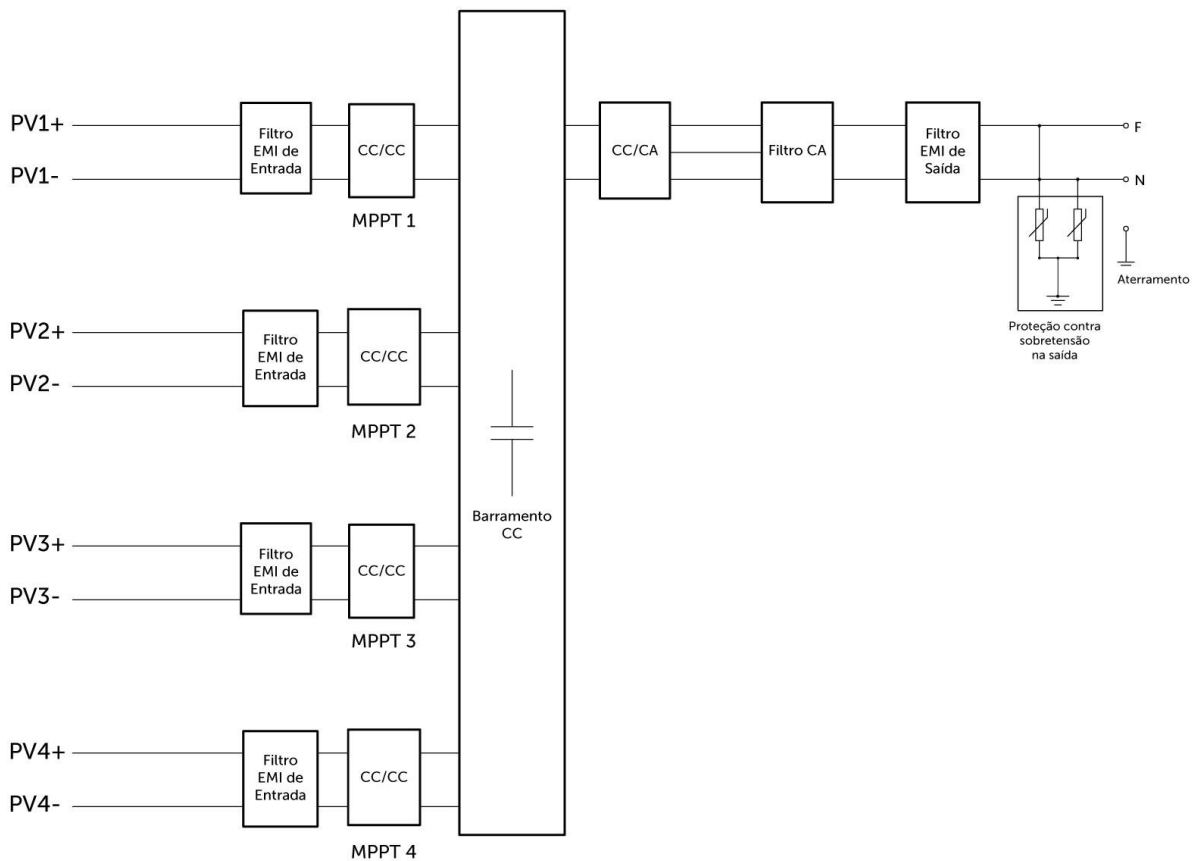 PV1+
PV1-
Filtro
EMI de
Entrada
CC/CC
MPPT 1
PV2+
PV2-
Filtro
EMI de
Entrada
CC/CC
MPPT 2
PV3+
PV3-
Filtro
EMI de
Entrada
CC/CC
MPPT 3
PV4+
PV4-
Filtro
EMI de
Entrada
CC/CC
MPPT 4
Barramento
CC
CC/CA
Filtro CA
Filtro
EMI de
Saída
F
N
Aterramento
Proteção contra
sobretensão
na saída